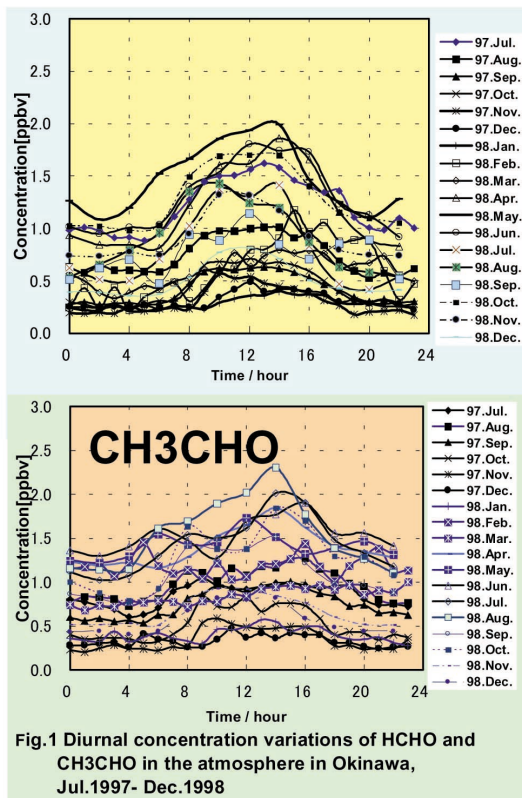 3.0
2.5
2.0
1.5
1.0
0.5
0.0
Concentration[ppbv]
0 4 8 12 16 20 24
Time / hour
97.Jul.
97.Aug.
97.Sep.
97.Oct.
97.Nov.
97.Dec.
98.Jan.
98.Feb.
98.Mar.
98.Apr.
98.May.
98.Jun.
98.Jul.
98.Aug.
98.Sep.
98.Oct.
98.Nov.
98.Dec.
3.0
2.5
2.0
1.5
1.0
0.5
0.0
Concentration[ppbv]
CH3CHO
0 4 8 12 16 20 24
Time / hour
97.Jul.
97.Aug.
97.Sep.
97.Oct.
97.Nov.
97.Dec.
98.Jan.
98.Feb.
98.Mar.
98.Apr.
98.May.
98.Jun.
98.Jul.
98.Aug.
98.Sep.
98.Oct.
98.Nov.
98.Dec.
Fig.1 Diurnal concentration variations of HCHO and
CH3CHO in the atmosphere in Okinawa,
Jul.1997- Dec.1998